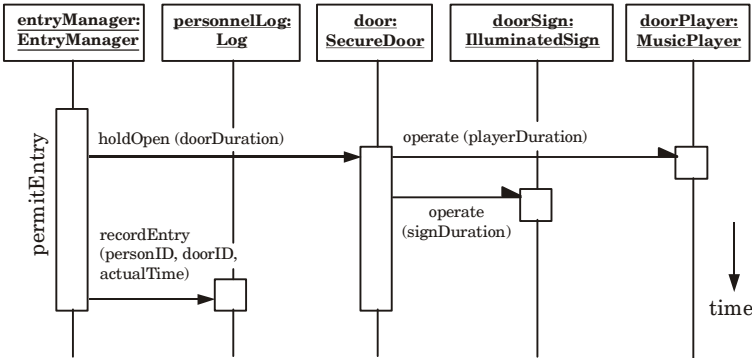 entryManager:
EntryManager
personnelLog:
Log
door:
SecureDoor
doorSign:
IlluminatedSign
doorPlayer:
MusicPlayer
permitEntry
holdOpen (doorDuration)
operate (playerDuration)
operate
(signDuration)
recordEntry
(personID, doorID,
actualTime)
time